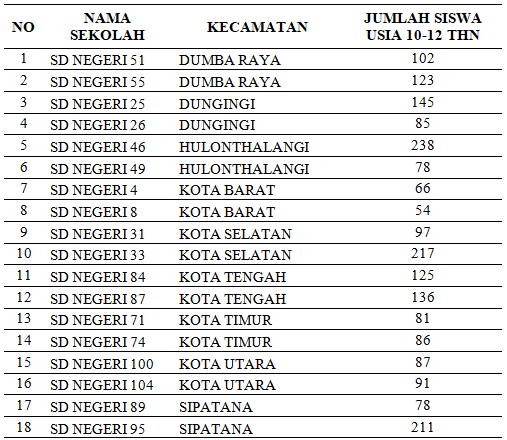 NO NAMA SEKOLAH KECAMATAN JUMLAH SISWA USIA 10-12 THN
1 SD NEGERI 51 DUMBA RAYA 102
2 SD NEGERI 55 DUMBA RAYA 123
3 SD NEGERI 25 DUNGINGI 145
4 SD NEGERI 26 DUNGINGI 85
5 SD NEGERI 46 HULONTHALANGI 238
6 SD NEGERI 49 HULONTHALANGI 78
7 SD NEGERI 4 KOTA BARAT 66
8 SD NEGERI 8 KOTA BARAT 54
9 SD NEGERI 31 KOTA SELATAN 97
10 SD NEGERI 33 KOTA SELATAN 217
11 SD NEGERI 84 KOTA TENGAH 125
12 SD NEGERI 87 KOTA TENGAH 136
13 SD NEGERI 71 KOTA TIMUR 81
14 SD NEGERI 74 KOTA TIMUR 86
15 SD NEGERI 100 KOTA UTARA 87
16 SD NEGERI 104 KOTA UTARA 91
17 SD NEGERI 89 SIPATANA 78
18 SD NEGERI 95 SIPATANA 211